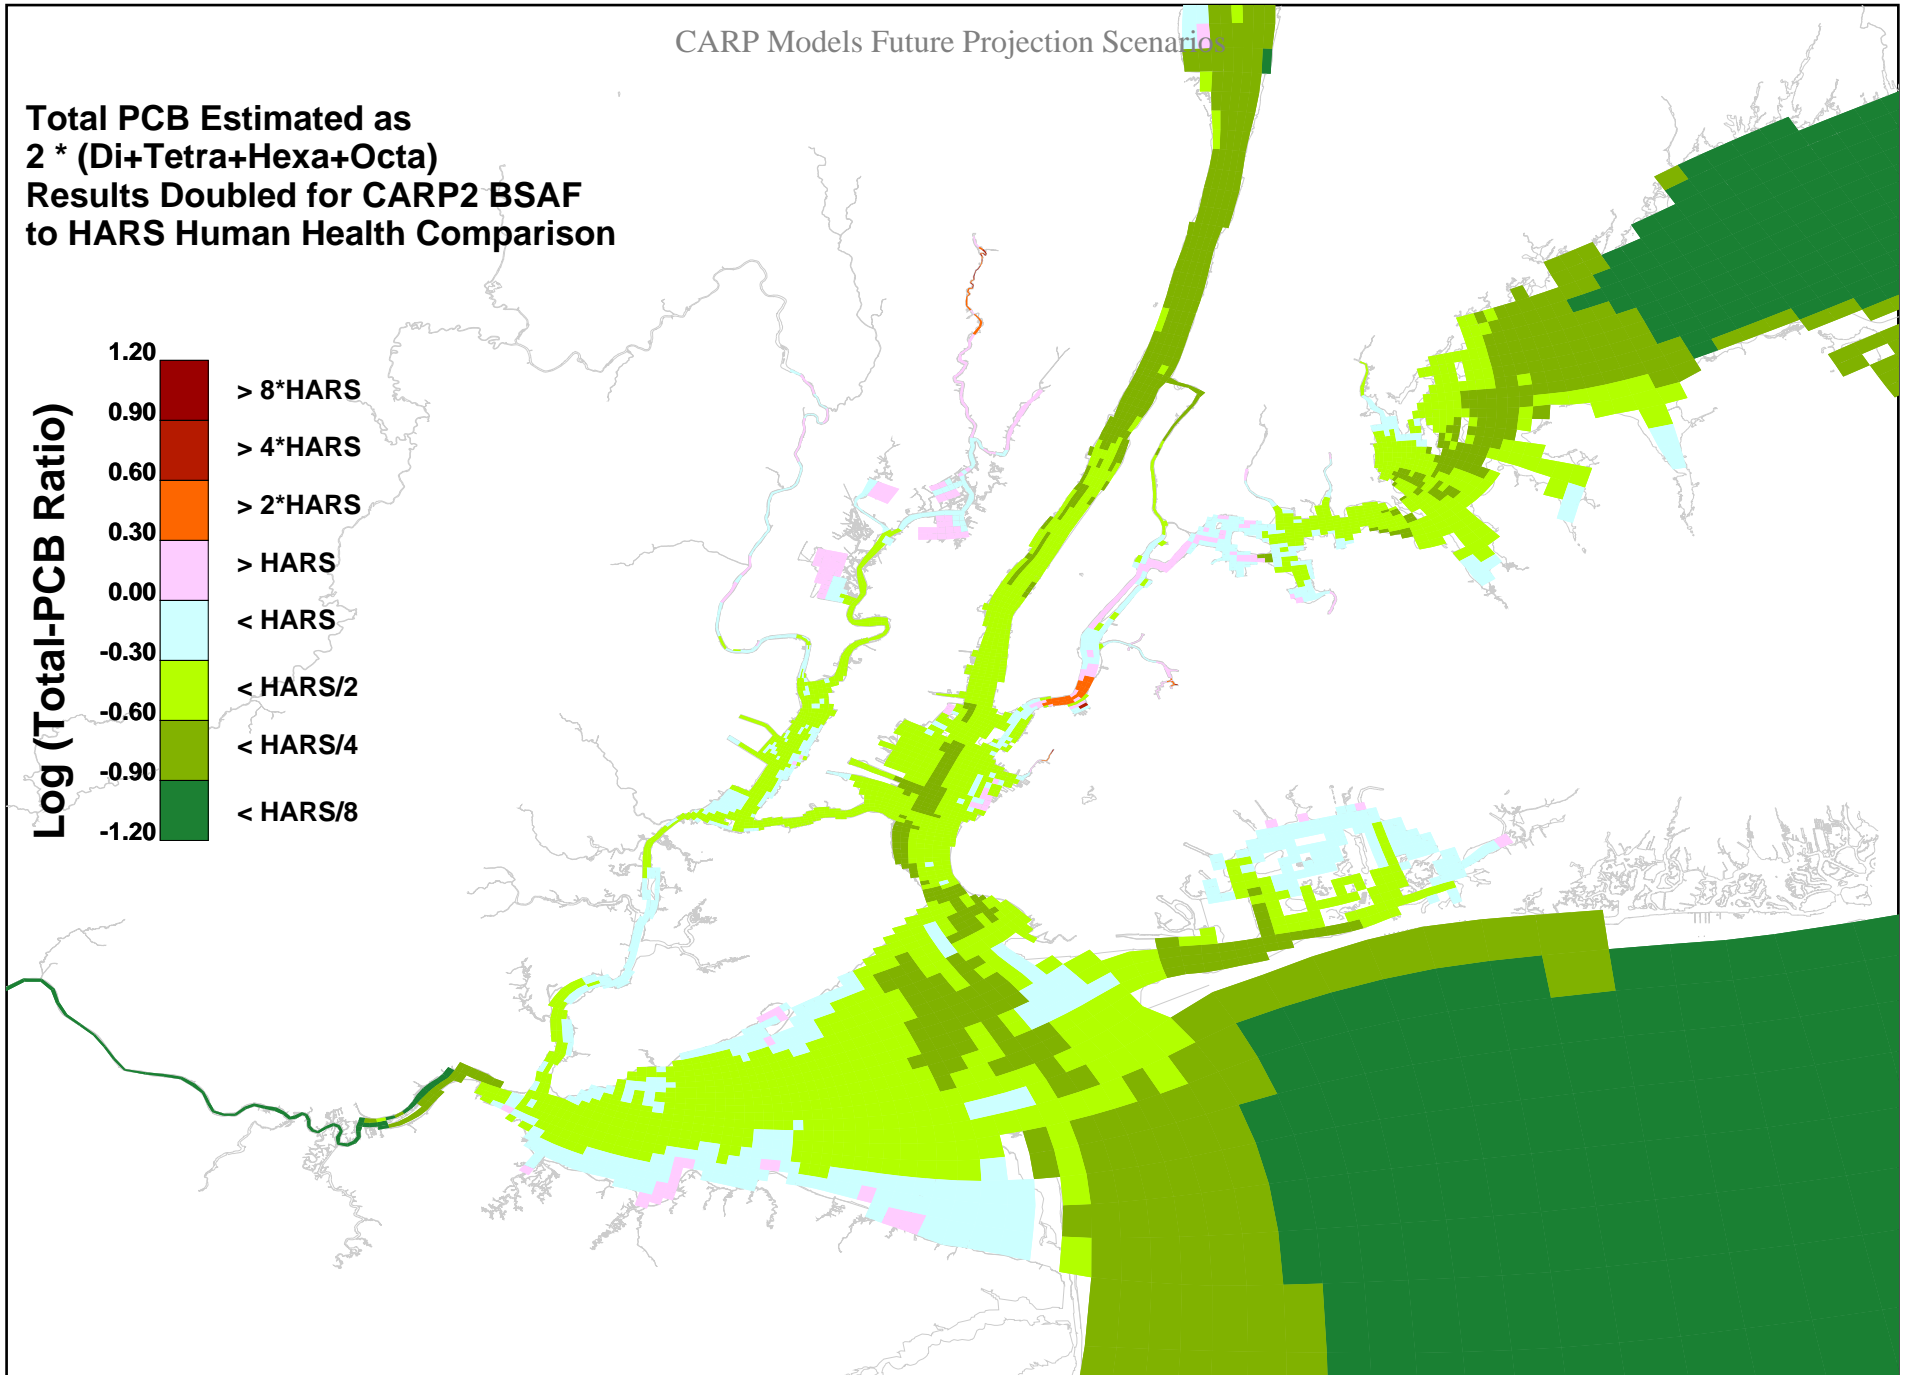 CARP Models Future Projection Scenarios
Total PCB Estimated as
2 * (Di+Tetra+Hexa+Octa)
Results Doubled for CARP2 BSAF
to HARS Human Health Comparison
Log (Total-PCB Ratio)
1.20
0.90
0.60
0.30
0.00
-0.30
-0.60
-0.90
-1.20
> 8*HARS
> 4*HARS
> 2*HARS
> HARS
< HARS
< HARS/2
< HARS/4
< HARS/8